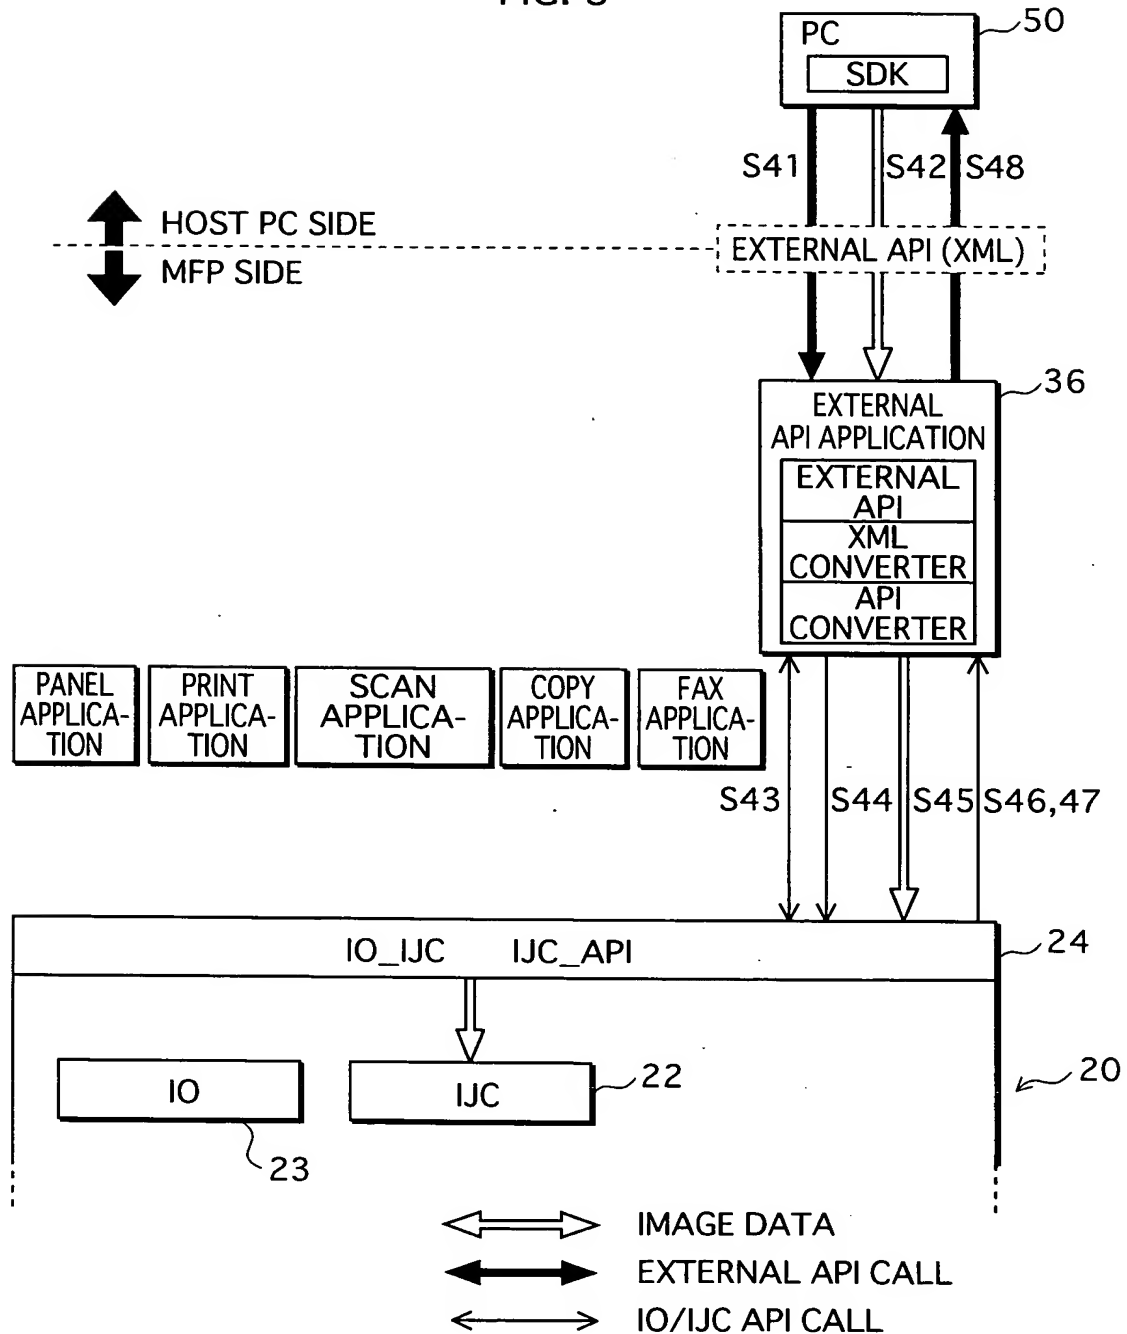 50
PC
SDK
S41
S42
S48
HOST PC SIDE
EXTERNAL API (XML)
MFP SIDE
36
EXTERNAL
API APPLICATION
EXTERNAL
API
XML
CONVERTER
API
CONVERTER
PANEL
APPLICA-
TION
PRINT
APPLICA-
TION
SCAN
APPLICA-
TION
COPY
APPLICA-
TION
FAX
APPLICA-
TION
S43
S44
S45
S46,47
IO_IJC IJC_API
24
IO
IJC
22
20
23
IMAGE DATA
EXTERNAL API CALL
IO/IJC API CALL